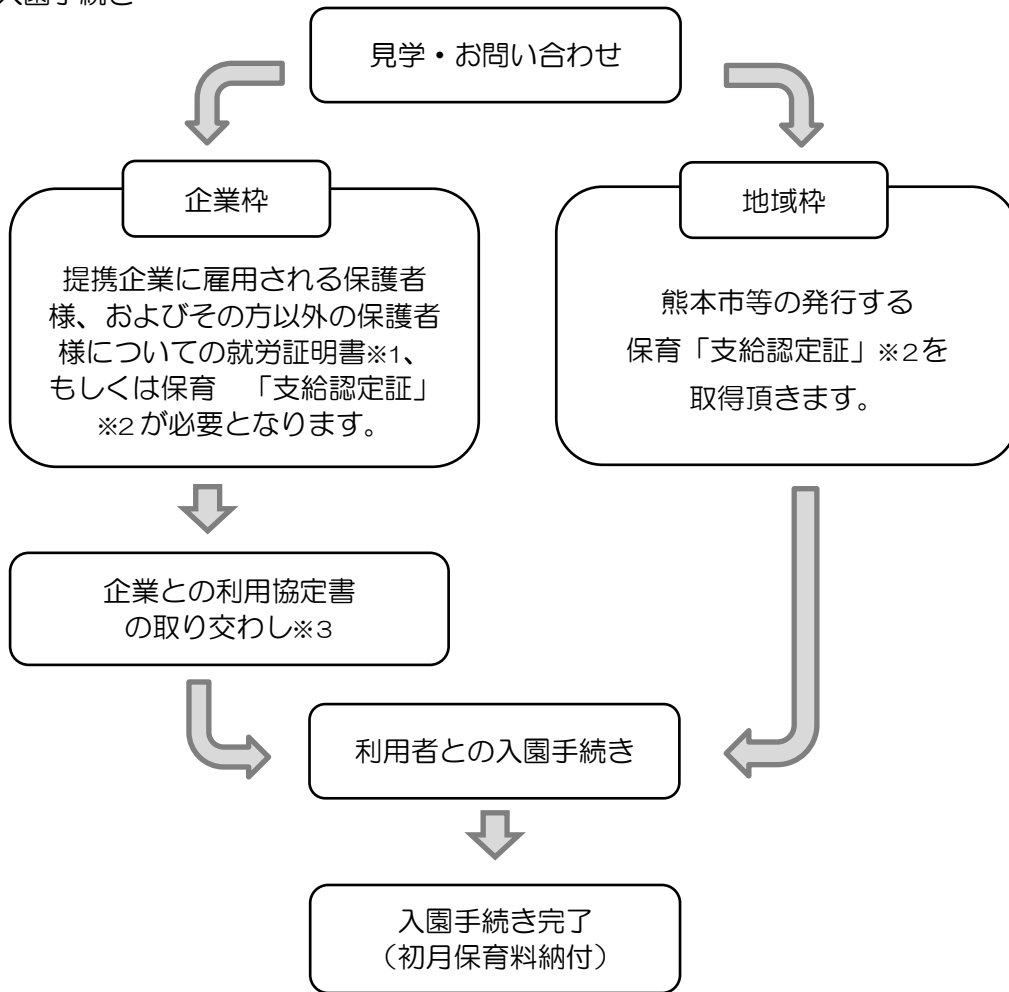 入園手続き
見学・お問い合わせ
企業枠
提携企業に雇用される保護者
様、およびその方以外の保護者
様についての就労証明書※1、
もしくは保育　「支給認定証」
※2が必要となります。
地域枠
熊本市等の発行する
保育「支給認定証」※2を
取得頂きます。
企業との利用協定書
の取り交わし※3
利用者との入園手続き
入園手続き完了
（初月保育料納付）